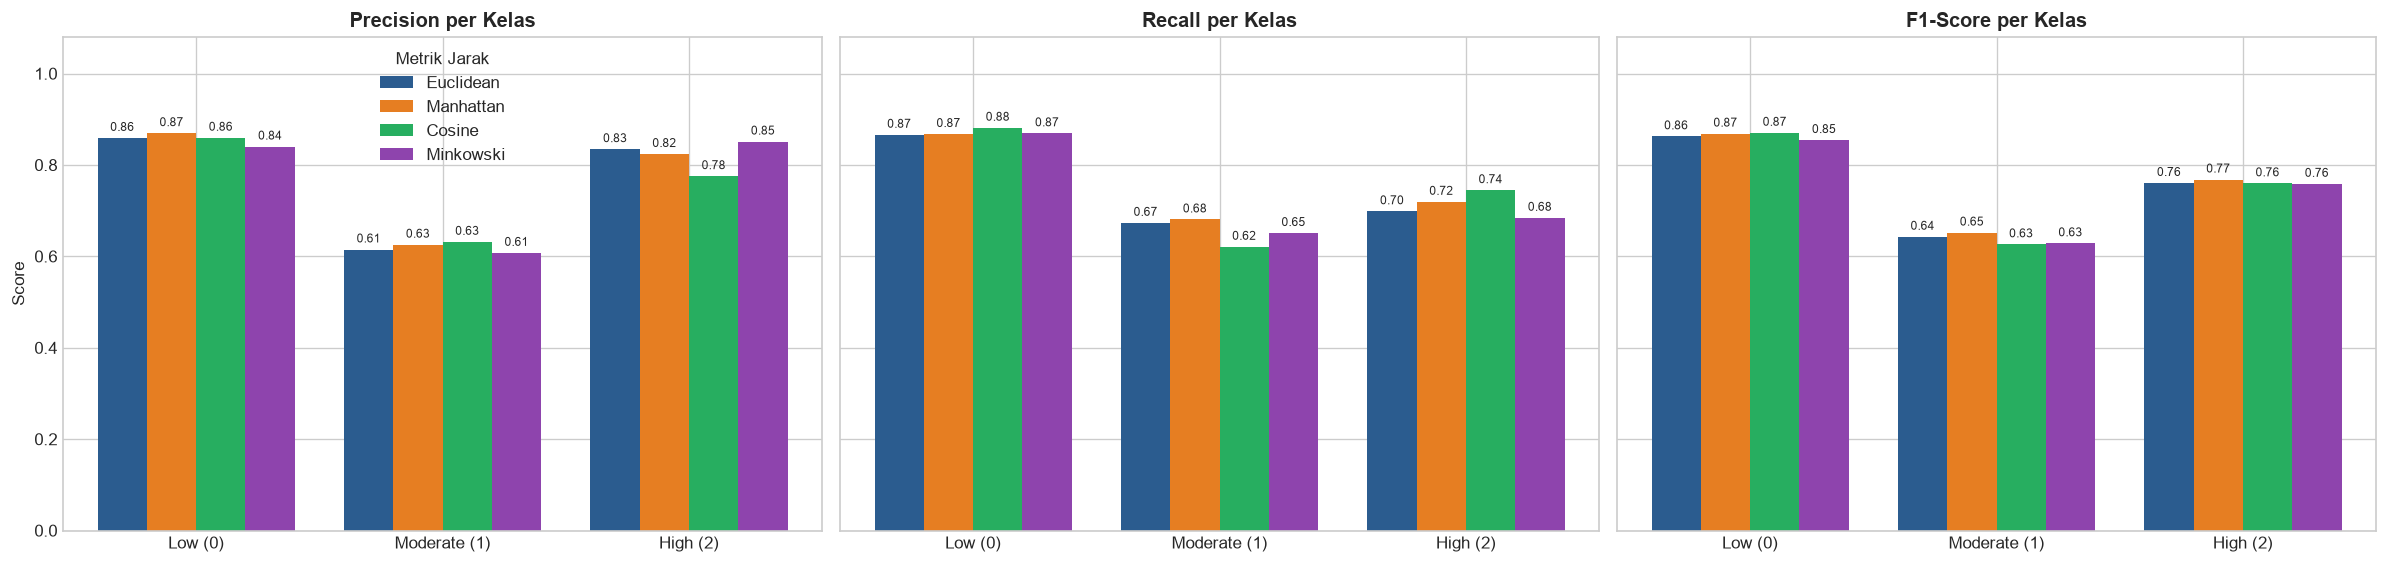 Precision per Kelas
Score
1.0
0.8
0.6
0.4
0.2
0.0
Metrik Jarak
Euclidean
Manhattan
Cosine
Minkowski
0.86 0.87 0.86 0.84
0.61 0.63 0.63 0.61
0.83 0.82 0.78 0.85
Low (0) Moderate (1) High (2)
Recall per Kelas
0.87 0.87 0.88 0.87
0.67 0.68 0.62 0.65
0.70 0.72 0.74 0.68
Low (0) Moderate (1) High (2)
F1-Score per Kelas
0.86 0.87 0.87 0.85
0.64 0.65 0.63 0.63
0.76 0.77 0.76 0.76
Low (0) Moderate (1) High (2)